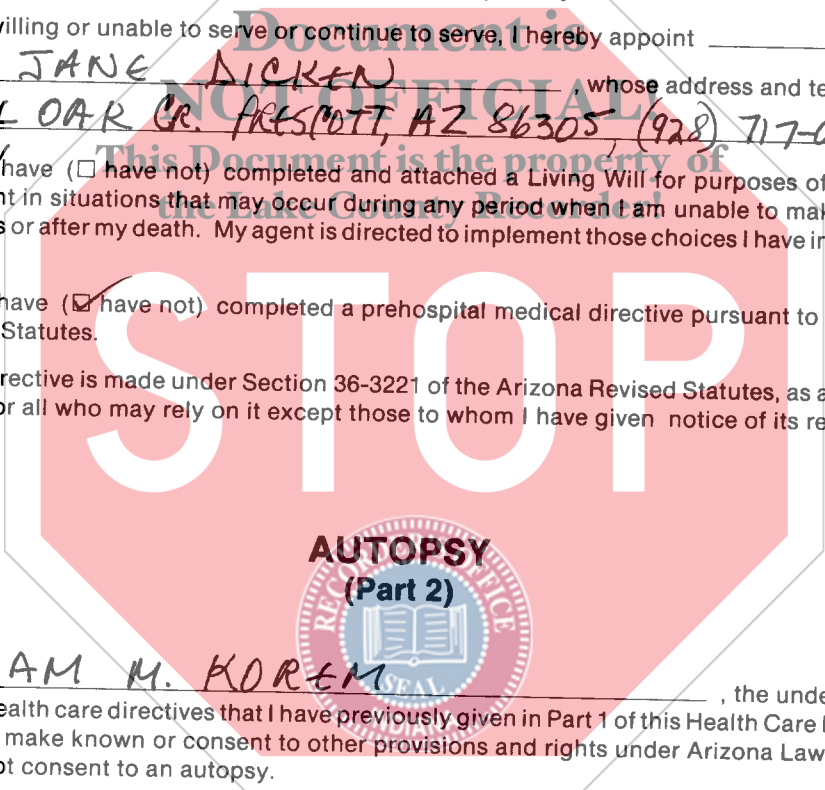 Document is
villing or unable to serve or continue to serve, I hereby appoint
JANE DICKEN , whose address and te
NOT OFFICIAL!
OAK CR. PRESCOTT, AZ 86305, (928) 717-0
This Document is the property of
have (☐ have not) completed and attached a Living Will for purposes of
the Lake County Recorder!
nt in situations that may occur during any period when I am unable to mak
s or after my death. My agent is directed to implement those choices I have in
STOP
have (☑ have not) completed a prehospital medical directive pursuant to
Statutes.
rective is made under Section 36-3221 of the Arizona Revised Statutes, as a
or all who may rely on it except those to whom I have given notice of its re
AUTOPSY
(Part 2)
RECORDER'S OFFICE
SEAL
AM M. KOREM , the unde
ealth care directives that I have previously given in Part 1 of this Health Care
make known or consent to other provisions and rights under Arizona Law
ot consent to an autopsy.